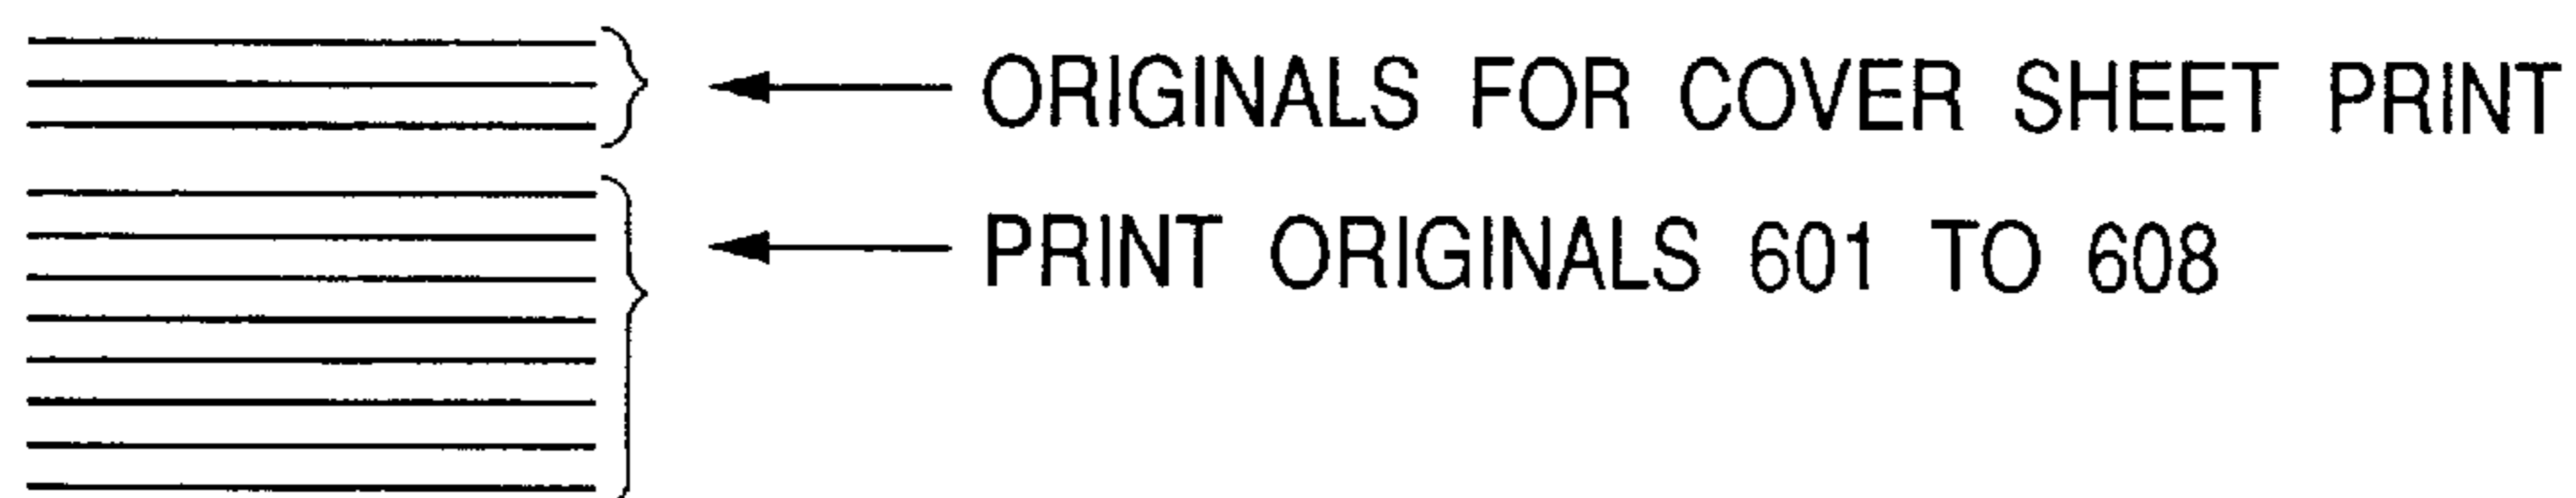 ORIGINALS FOR COVER SHEET PRINT
PRINT ORIGINALS 601 TO 608